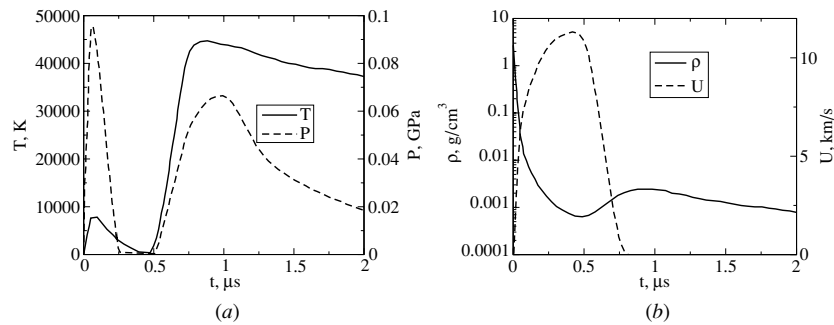 50000
40000
30000
20000
10000
0
T, K
0.1
0.08
0.06
0.04
0.02
0
P, GPa
T
P
0
0.5
1
1.5
2
t, μs
(a)
10
1
0.1
0.01
0.001
0.0001
ρ, g/cm³
10
5
0
U, km/s
ρ
U
0
0.5
1
1.5
2
t, μs
(b)